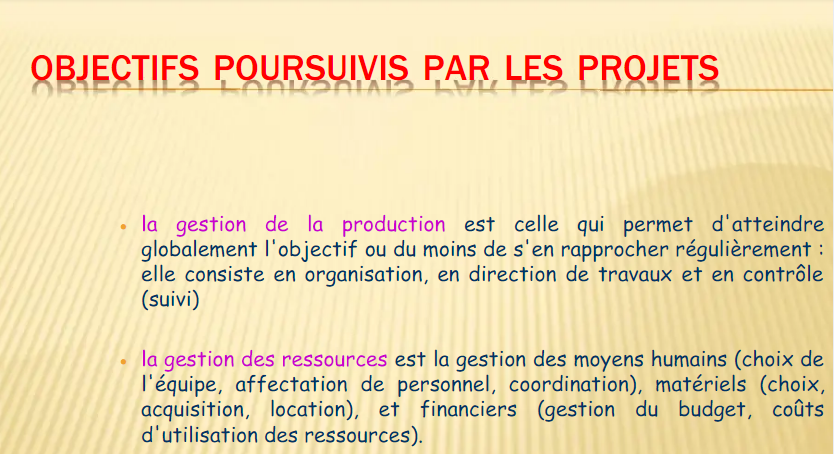 OBJECTIFS POURSUIVIS PAR LES PROJETS
• la gestion de la production est celle qui permet d'atteindre
globalement l'objectif ou du moins de s'en rapprocher régulièrement :
elle consiste en organisation, en direction de travaux et en contrôle
(suivi)
• la gestion des ressources est la gestion des moyens humains (choix de
l'équipe, affectation de personnel, coordination), matériels (choix,
acquisition, location), et financiers (gestion du budget, coûts
d'utilisation des ressources).